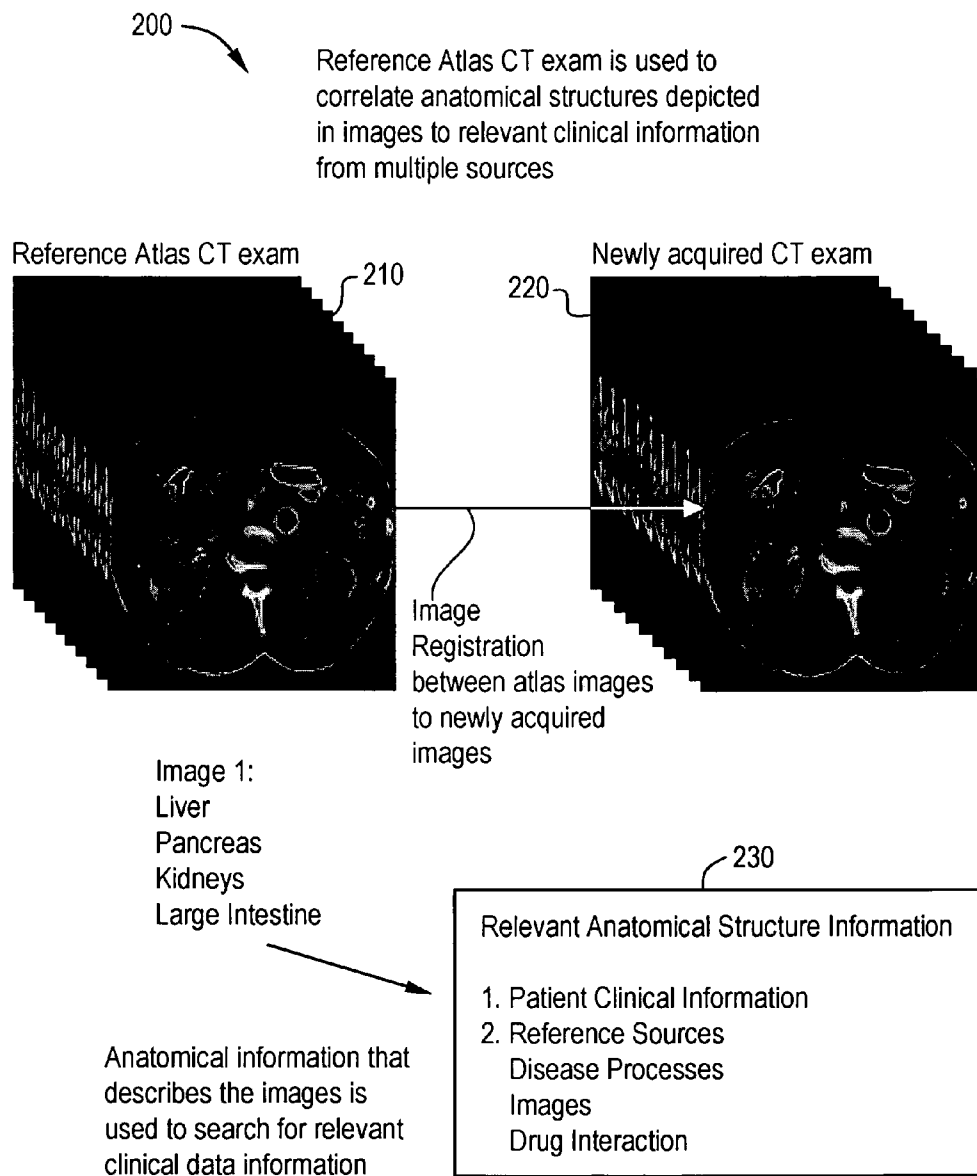 200
Reference Atlas CT exam is used to
correlate anatomical structures depicted
in images to relevant clinical information
from multiple sources
Reference Atlas CT exam
210
Newly acquired CT exam
220
Image
Registration
between atlas images
to newly acquired
images
Image 1:
Liver
Pancreas
Kidneys
Large Intestine
230
Relevant Anatomical Structure Information
1. Patient Clinical Information
2. Reference Sources
Disease Processes
Images
Drug Interaction
Anatomical information that
describes the images is
used to search for relevant
clinical data information